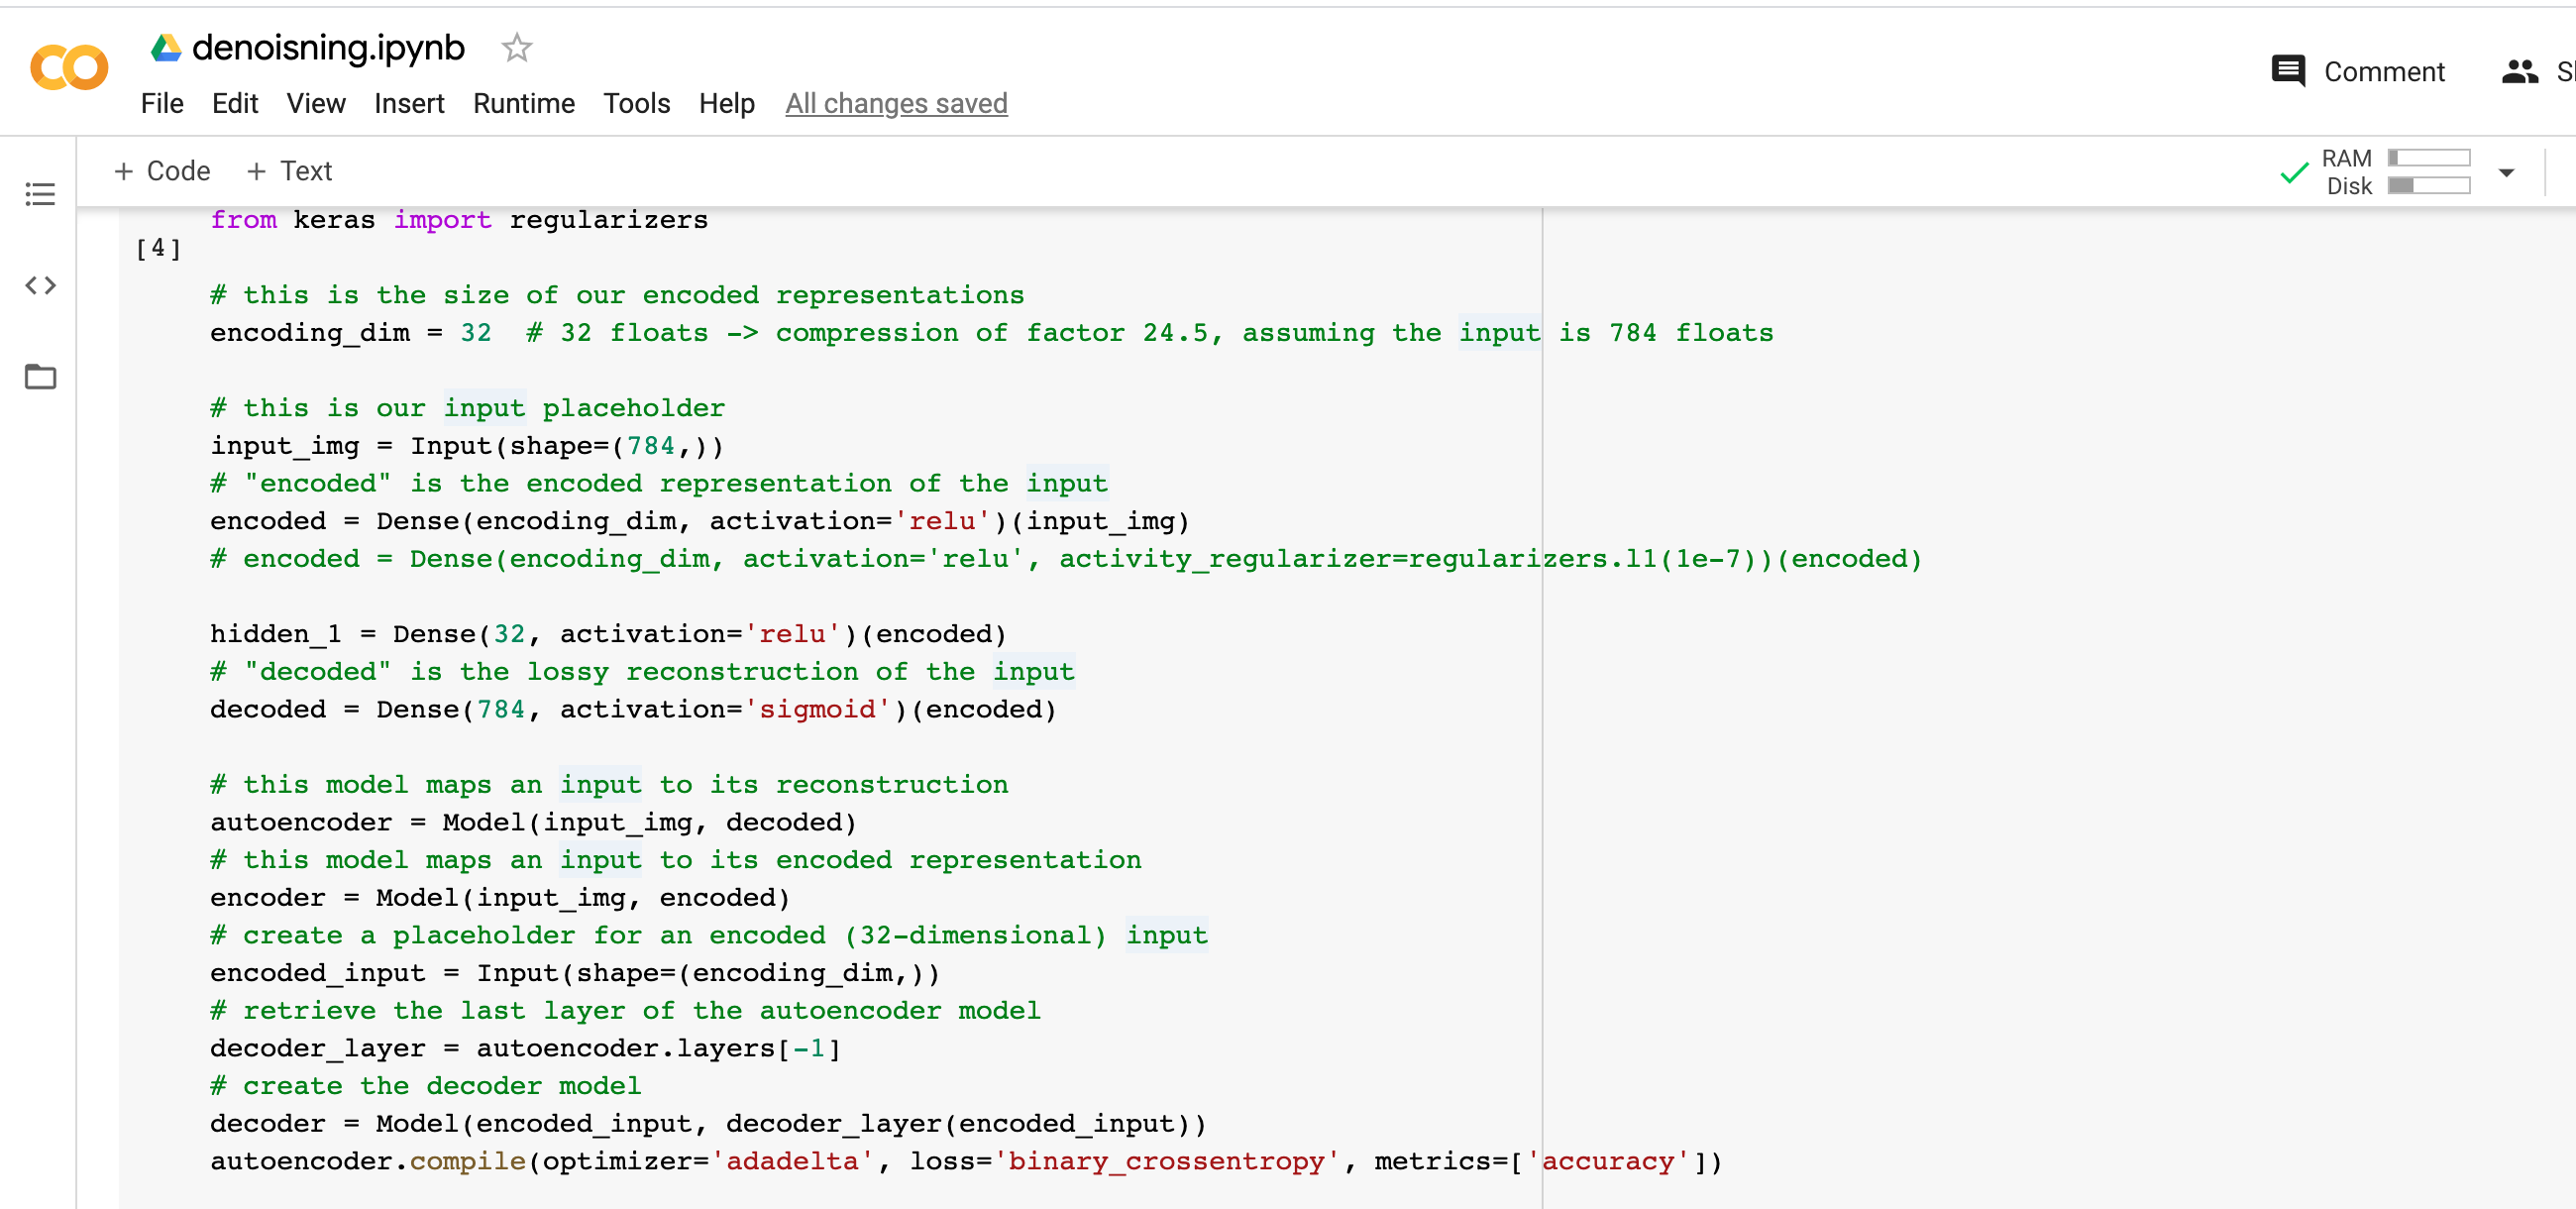 denoisning.ipynb
File Edit View Insert Runtime Tools Help All changes saved
Comment
+ Code + Text
RAM
Disk
from keras import regularizers
[4]
# this is the size of our encoded representations
encoding_dim = 32  # 32 floats -> compression of factor 24.5, assuming the input is 784 floats
# this is our input placeholder
input_img = Input(shape=(784,))
# "encoded" is the encoded representation of the input
encoded = Dense(encoding_dim, activation='relu')(input_img)
# encoded = Dense(encoding_dim, activation='relu', activity_regularizer=regularizers.l1(1e-7))(encoded)
hidden_1 = Dense(32, activation='relu')(encoded)
# "decoded" is the lossy reconstruction of the input
decoded = Dense(784, activation='sigmoid')(encoded)
# this model maps an input to its reconstruction
autoencoder = Model(input_img, decoded)
# this model maps an input to its encoded representation
encoder = Model(input_img, encoded)
# create a placeholder for an encoded (32-dimensional) input
encoded_input = Input(shape=(encoding_dim,))
# retrieve the last layer of the autoencoder model
decoder_layer = autoencoder.layers[-1]
# create the decoder model
decoder = Model(encoded_input, decoder_layer(encoded_input))
autoencoder.compile(optimizer='adadelta', loss='binary_crossentropy', metrics=['accuracy'])